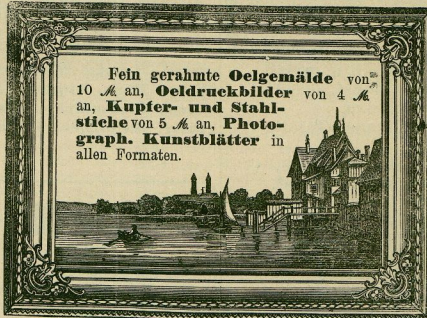 Fein gerahmte Oelgemälde von
10 ℳ an, Oeldruckbilder von 4 ℳ
an, Kupfer- und Stahl-
stiche von 5 ℳ an, Photo-
graph. Kunstblätter in
allen Formaten.